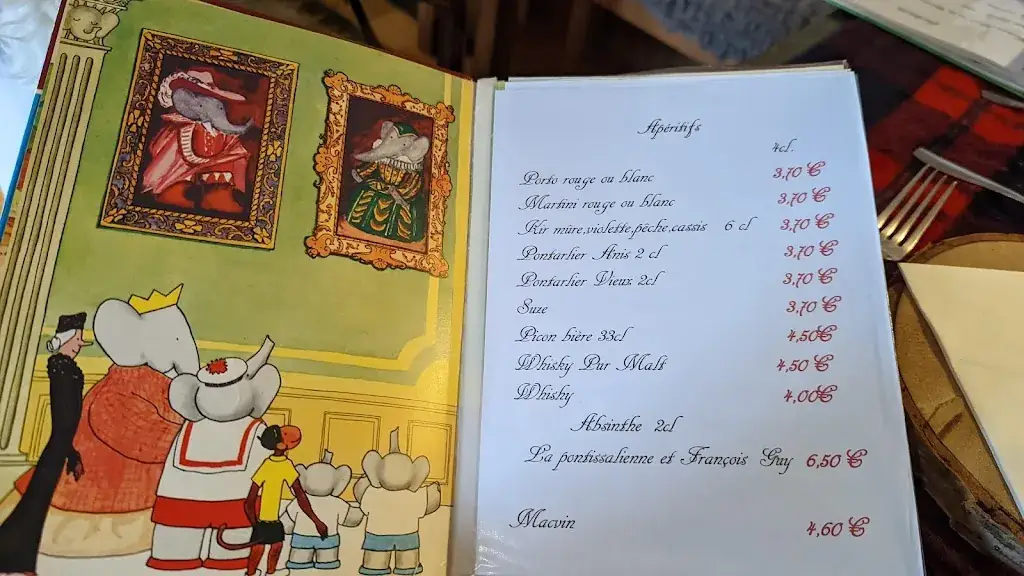 Apéritifs
4cl.
Porto rouge ou blanc 3,70 €
Martini rouge ou blanc 3,70 €
Kir mûre,violette,pêche,cassis 6 cl 3,70 €
Pontarlier Anis 2 cl 3,70 €
Pontarlier Vieux 2cl 3,70 €
Suze 3,70 €
Picon bière 33cl 4,50€
Whisky Pur Malt 4,50 €
Whisky 4,00€
Absinthe 2cl
La pontissalienne et François Guy 6,50 €
Macvin 4,60 €